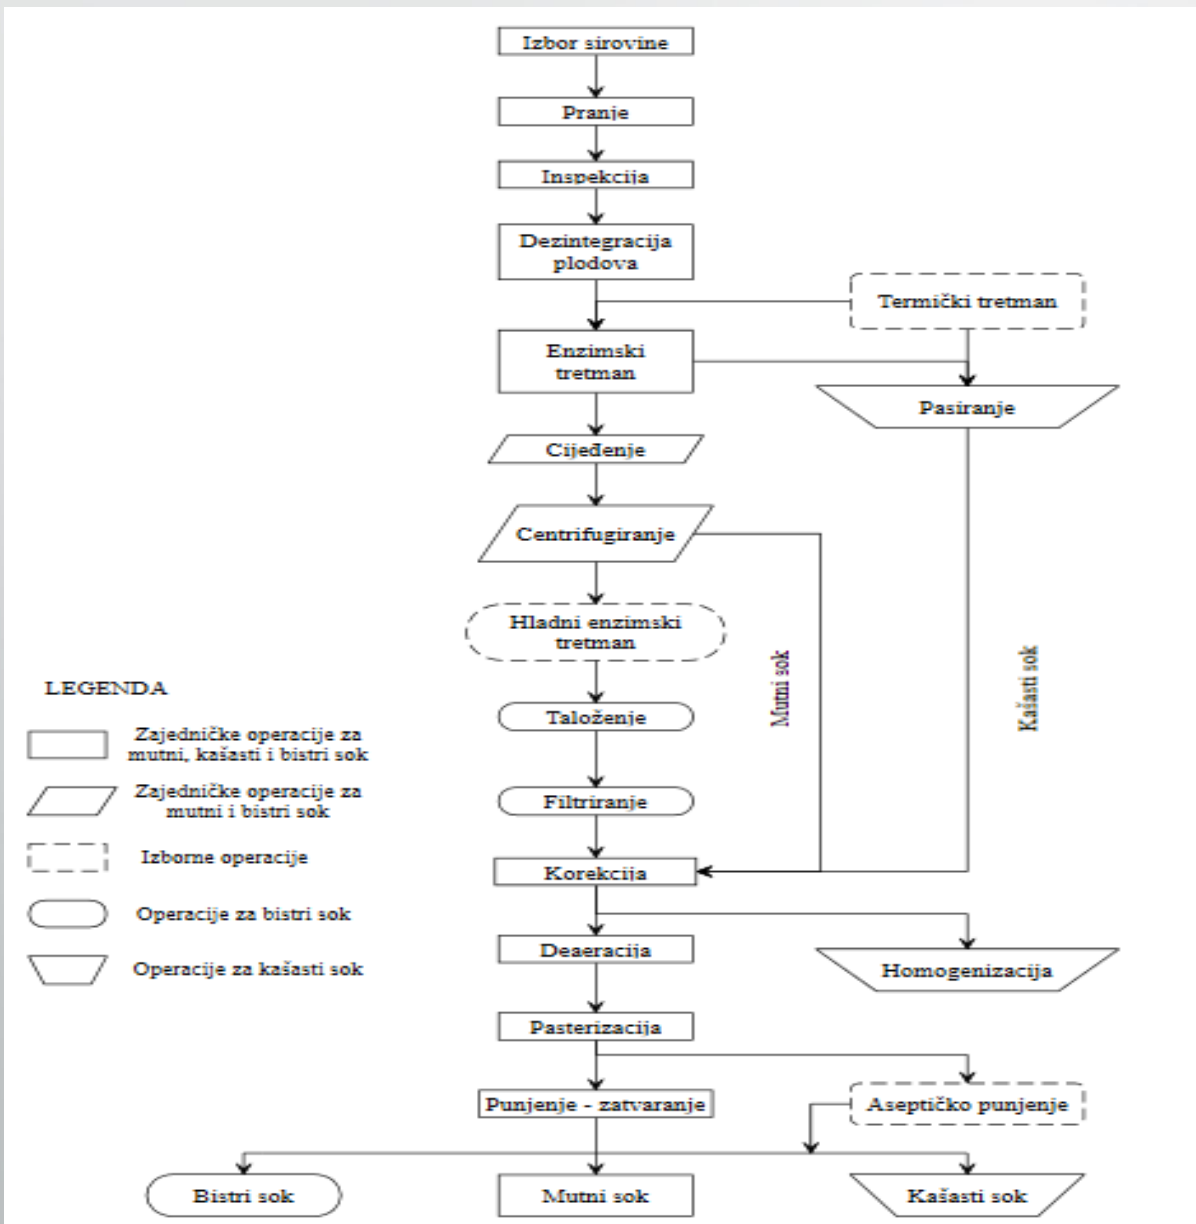 Izbor sirovine
Pranje
Inspekcija
Dezintegracija
plodova
Termički tretman
Enzimski
tretman
Pasiranje
Cijeđenje
Centrifugiranje
Hladni enzimski
tretman
Mutni sok
Kašasti sok
Taloženje
Filtriranje
Korekcija
Deaeracija
Homogenizacija
Pasterizacija
Punjenje - zatvaranje
Aseptičko punjenje
Bistri sok
Mutni sok
Kašasti sok
LEGENDA
Zajedničke operacije za
mutni, kašasti i bistri sok
Zajedničke operacije za
mutni i bistri sok
Izborne operacije
Operacije za bistri sok
Operacije za kašasti sok